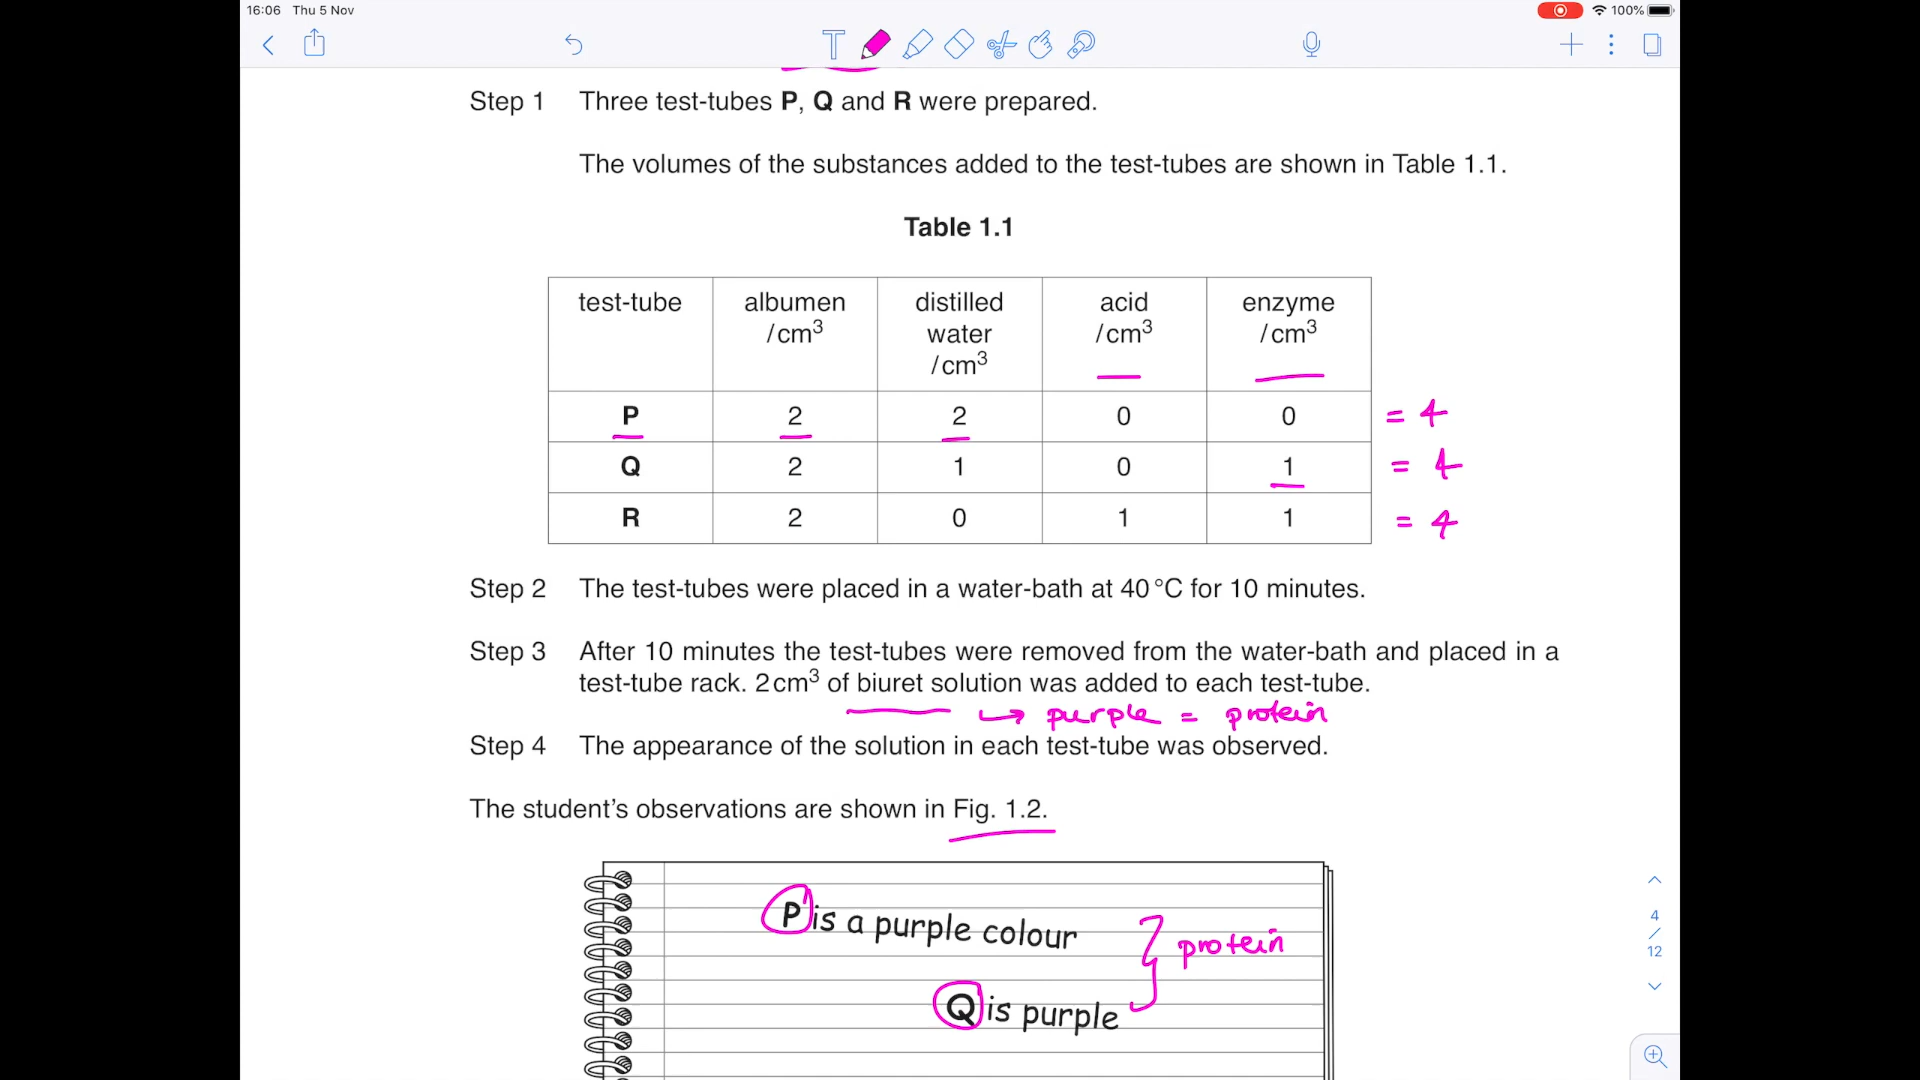 16:06 Thu 5 Nov
100%
T
Step 1 Three test-tubes P, Q and R were prepared.
The volumes of the substances added to the test-tubes are shown in Table 1.1.
Table 1.1
test-tube albumen /cm³ distilled water /cm³ acid /cm³ enzyme /cm³
P 2 2 0 0 = 4
Q 2 1 0 1 = 4
R 2 0 1 1 = 4
Step 2 The test-tubes were placed in a water-bath at 40 °C for 10 minutes.
Step 3 After 10 minutes the test-tubes were removed from the water-bath and placed in a
test-tube rack. 2 cm³ of biuret solution was added to each test-tube.
↳ purple = protein
Step 4 The appearance of the solution in each test-tube was observed.
The student's observations are shown in Fig. 1.2.
P is a purple colour
protein
Q is purple
4
/
12